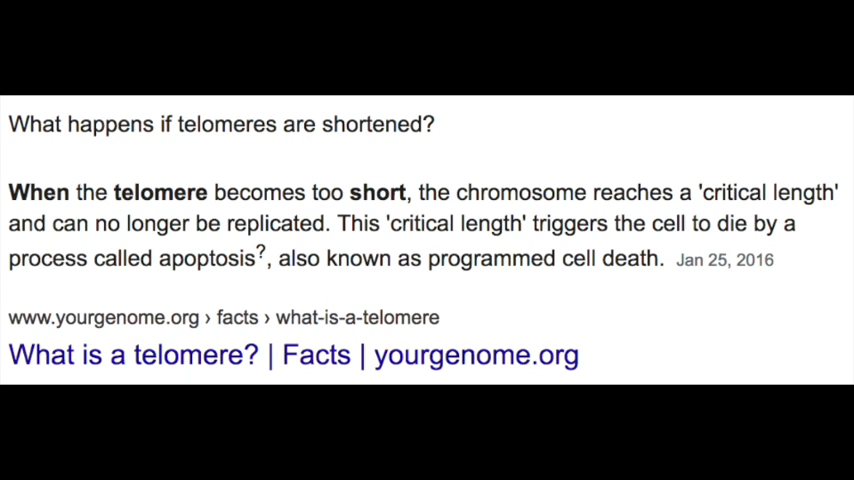 What happens if telomeres are shortened?
When the telomere becomes too short, the chromosome reaches a 'critical length'
and can no longer be replicated. This 'critical length' triggers the cell to die by a
process called apoptosis?, also known as programmed cell death. Jan 25, 2016
www.yourgenome.org › facts › what-is-a-telomere
What is a telomere? | Facts | yourgenome.org